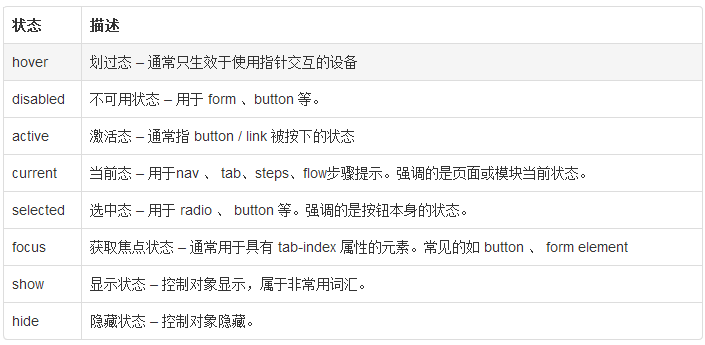 状态 描述
hover 划过态 – 通常只生效于使用指针交互的设备
disabled 不可用状态 – 用于 form 、button 等。
active 激活态 – 通常指 button / link 被按下的状态
current 当前态 – 用于nav 、 tab、steps、flow步骤提示。强调的是页面或模块当前状态。
selected 选中态 – 用于 radio 、 button 等。强调的是按钮本身的状态。
focus 获取焦点状态 – 通常用于具有 tab-index 属性的元素。常见的如 button 、 form element
show 显示状态 – 控制对象显示，属于非常用词汇。
hide 隐藏状态 – 控制对象隐藏。